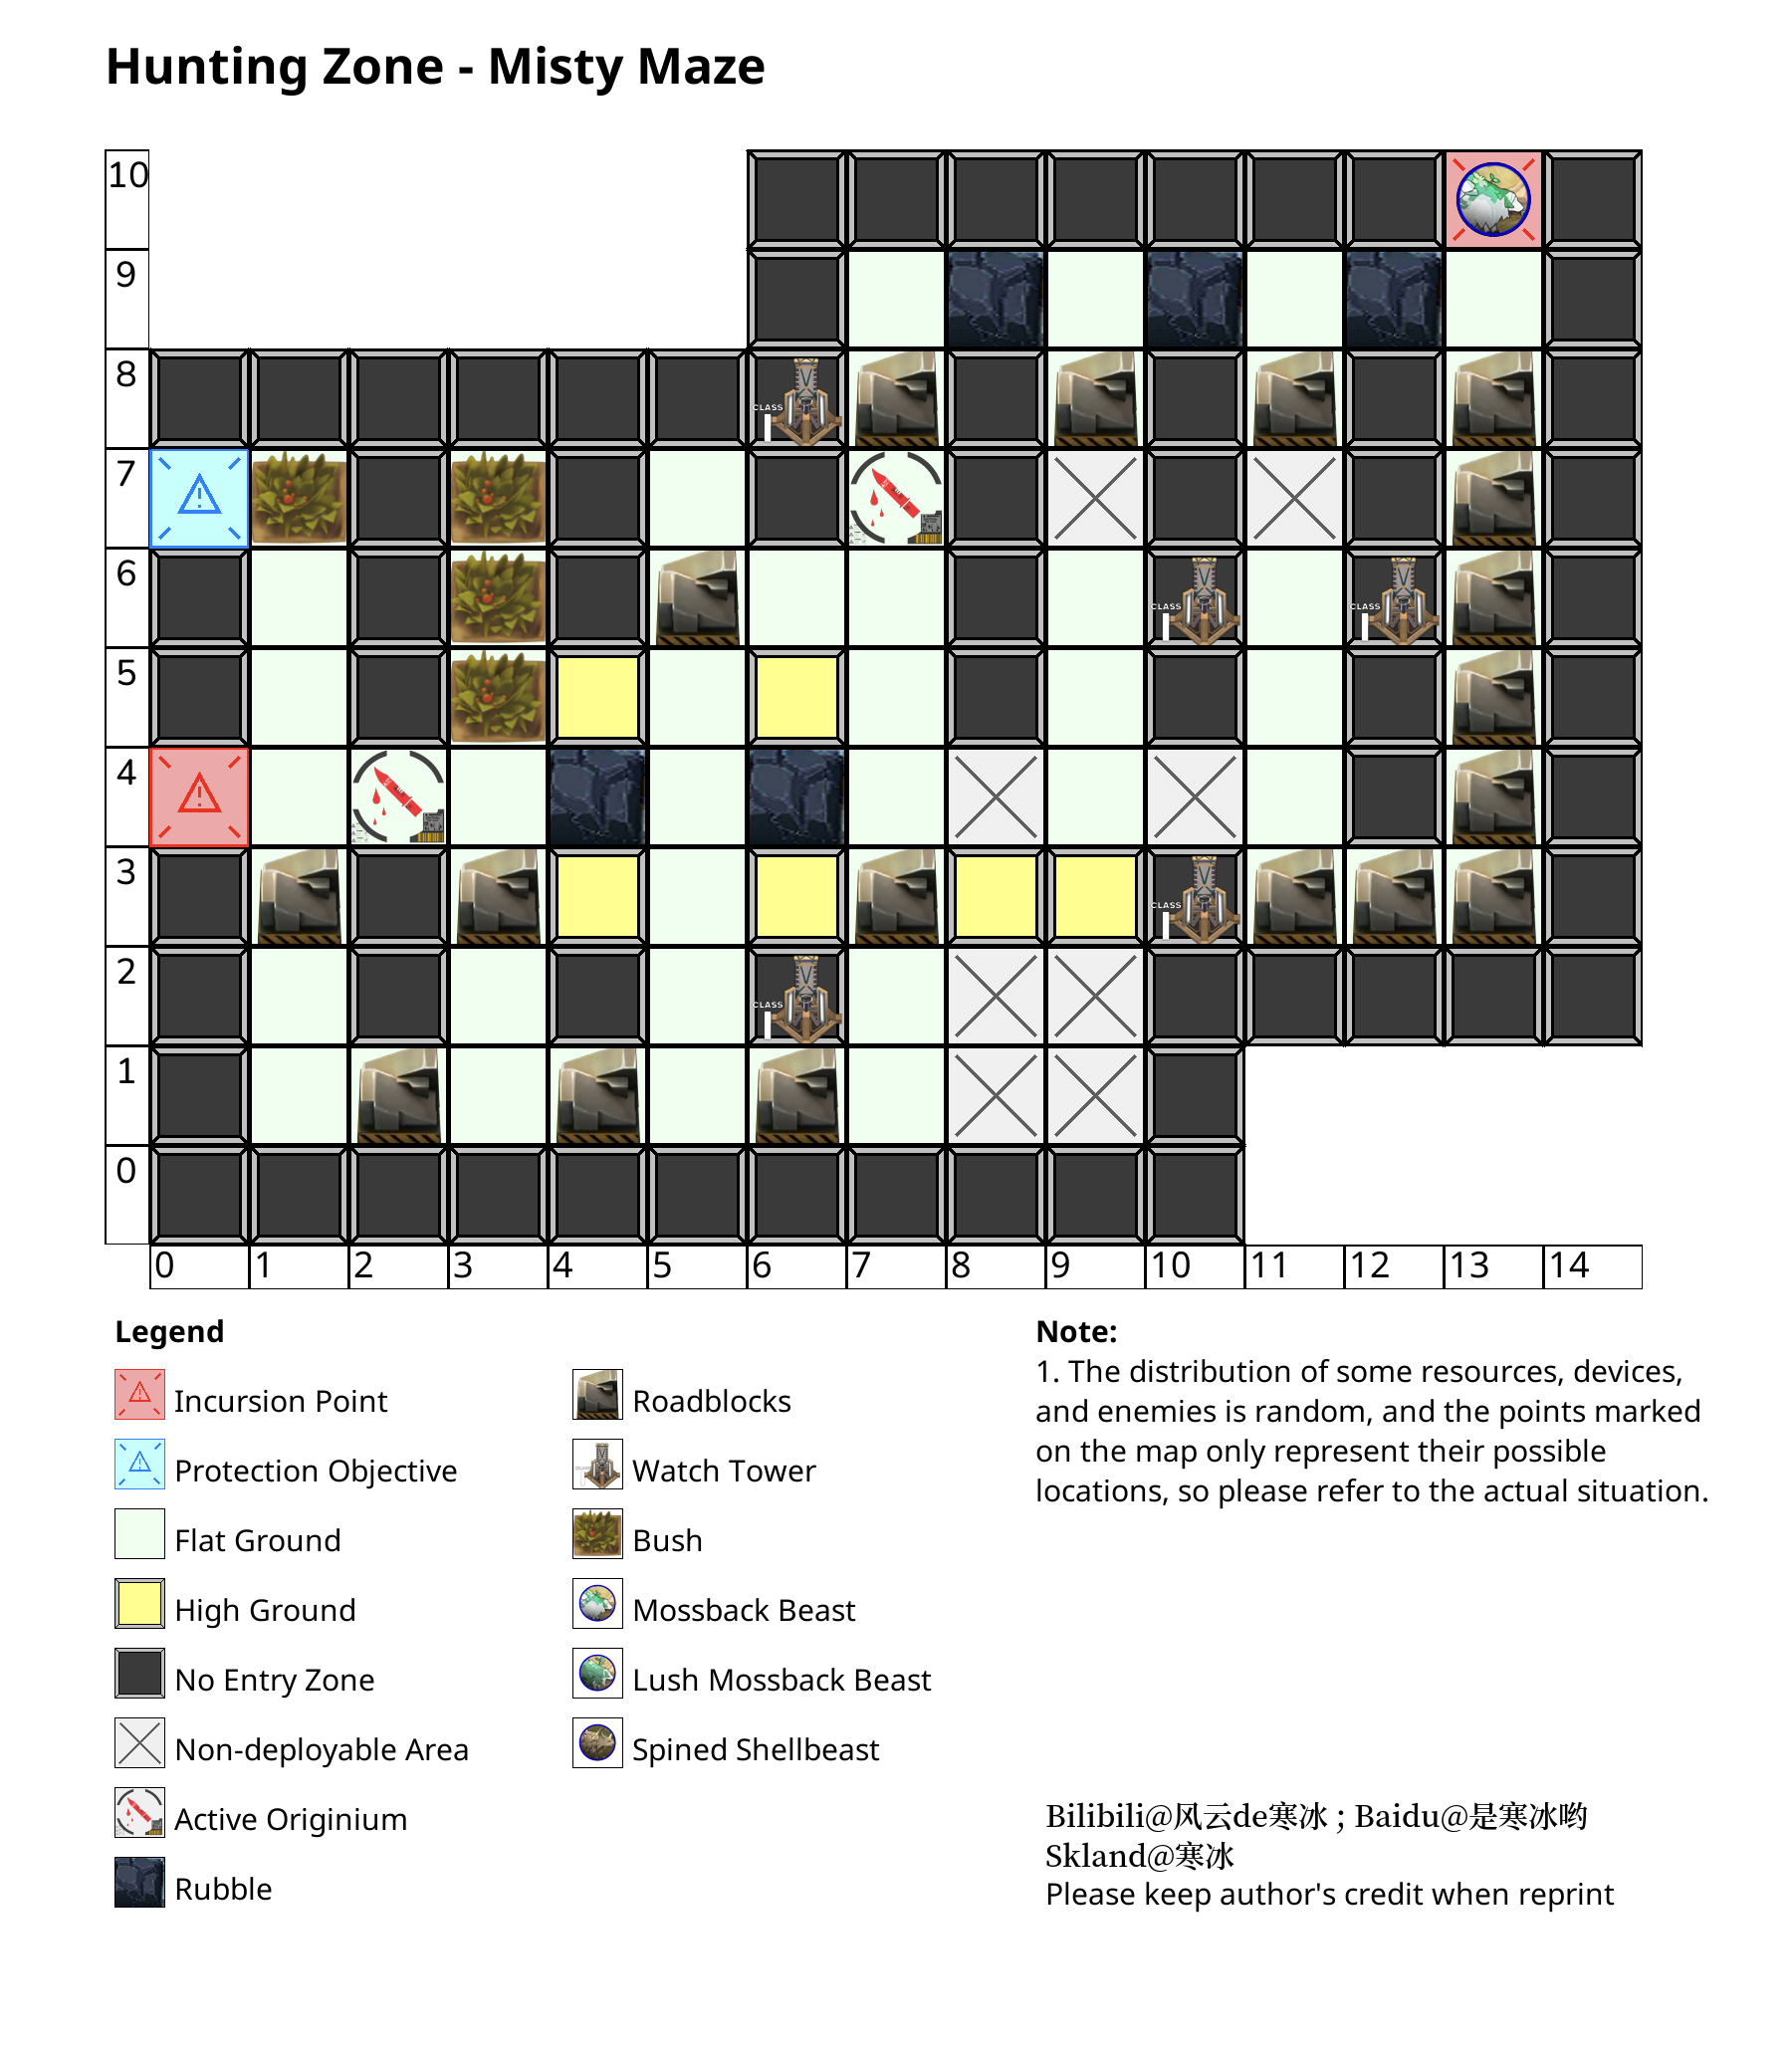 Hunting Zone - Misty Maze
10
9
8
CLASS
7
6
CLASS
CLASS
5
4
3
CLASS
2
CLASS
1
0
0 1 2 3 4 5 6 7 8 9 10 11 12 13 14
Legend
Incursion Point
Protection Objective
Flat Ground
High Ground
No Entry Zone
Non-deployable Area
Active Originium
Rubble
Roadblocks
Watch Tower
Bush
Mossback Beast
Lush Mossback Beast
Spined Shellbeast
Note:
1. The distribution of some resources, devices,
and enemies is random, and the points marked
on the map only represent their possible
locations, so please refer to the actual situation.
Bilibili@风云de寒冰 ; Baidu@是寒冰哟
Skland@寒冰
Please keep author's credit when reprint